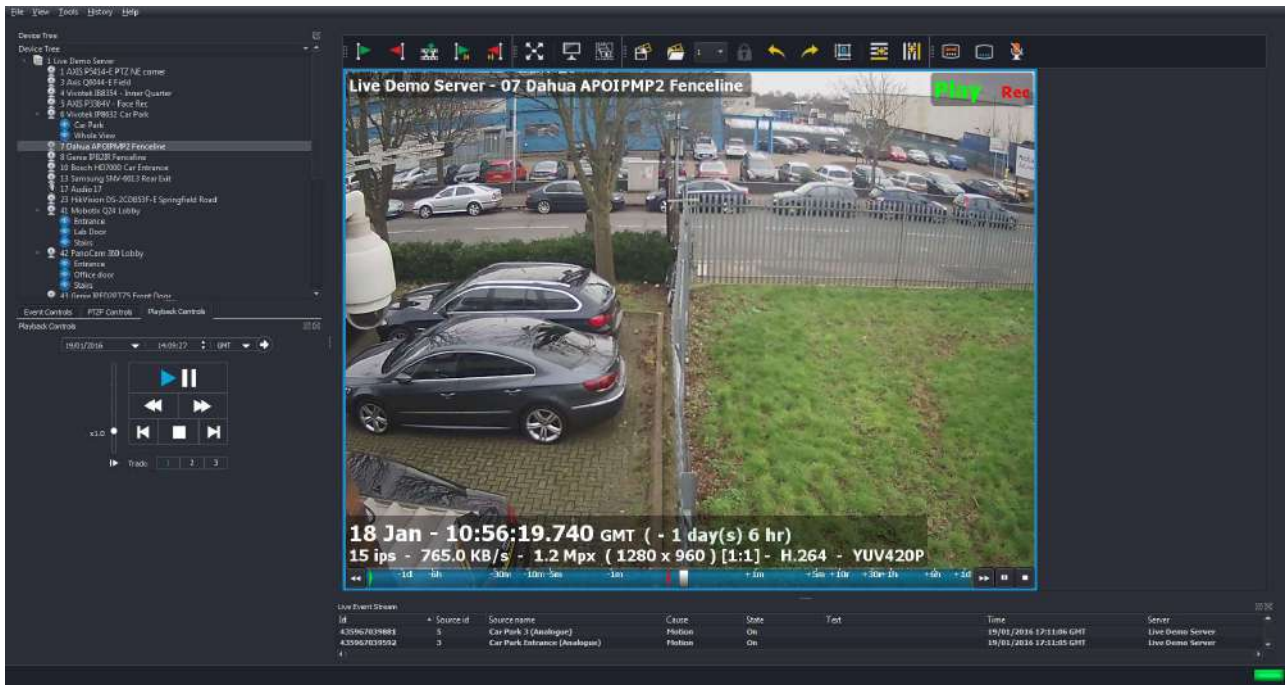 File View Tools History Help
Device Tree
Device Tree
1 Live Demo Server
1 AXIS P5414-E PTZ NE corner
3 Axis Q6044-E Field
4 Vivotek IB8354 - Inner Quarter
5 AXIS P3384V - Face Rec
6 Vivotek IP8632 Car Park
Car Park
Whole View
7 Dahua APOIPMP2 Fenceline
8 Genie IPB2IR Fenceline
10 Bosch HD7000 Car Entrance
13 Samsung SNV-6013 Rear Exit
17 Audio 17
23 HikVision DS-2CD853F-E Springfield Road
41 Mobotix Q24 Lobby
Entrance
Lab Door
Stairs
42 PanoCam 360 Lobby
Entrance
Office door
Stairs
Event Controls PTZF Controls Playback Controls
Playback Controls
19/01/2016 14:05:27 GMT
x1.0
Track: 1 2 3
Live Demo Server - 07 Dahua APOIPMP2 Fenceline Play Rec
18 Jan - 10:56:19.740 GMT ( - 1 day(s) 6 hr)
15 ips - 765.0 KB/s - 1.2 Mpx ( 1280 x 960 ) [1:1] - H.264 - YUV420P
-1d -6h -30m -10m -5m -1m +1m +5m +10m +30m 1h +6h +1d
Live Event Stream
Id Source id Source name Cause State Text Time Server
435967039881 5 Car Park 3 (Analogue) Motion On 19/01/2016 17:11:06 GMT Live Demo Server
435967039592 3 Car Park Entrance (Analogue) Motion On 19/01/2016 17:11:05 GMT Live Demo Server